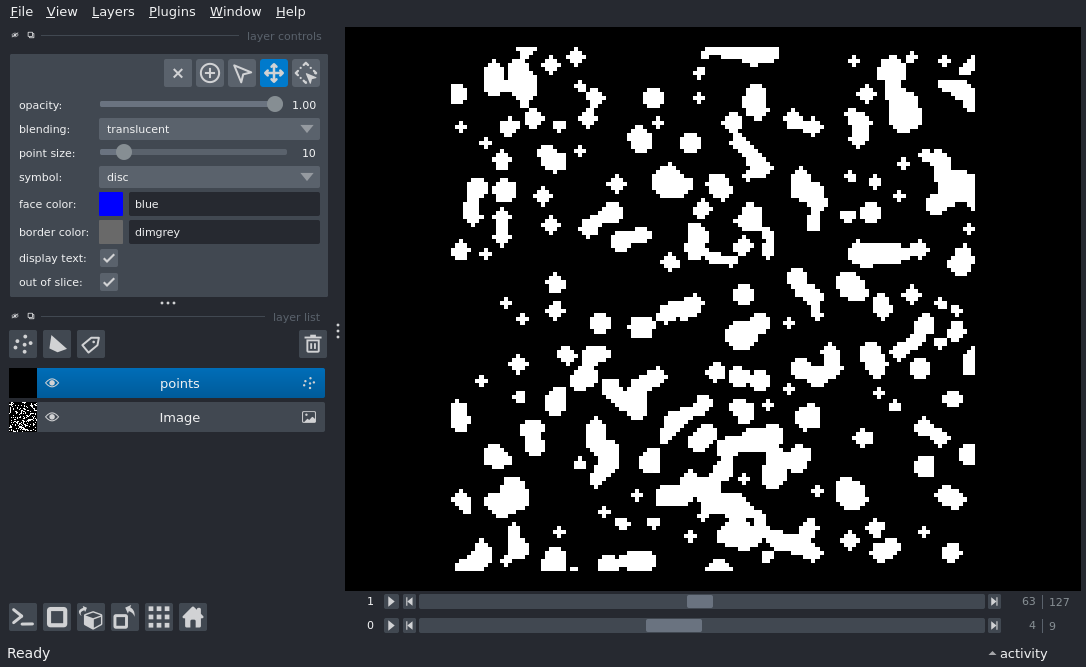 File View Layers Plugins Window Help
layer controls
opacity: 1.00
blending: translucent
point size: 10
symbol: disc
face color: blue
border color: dimgrey
display text:
out of slice:
layer list
points
Image
1 63 127
0 4 9
Ready activity